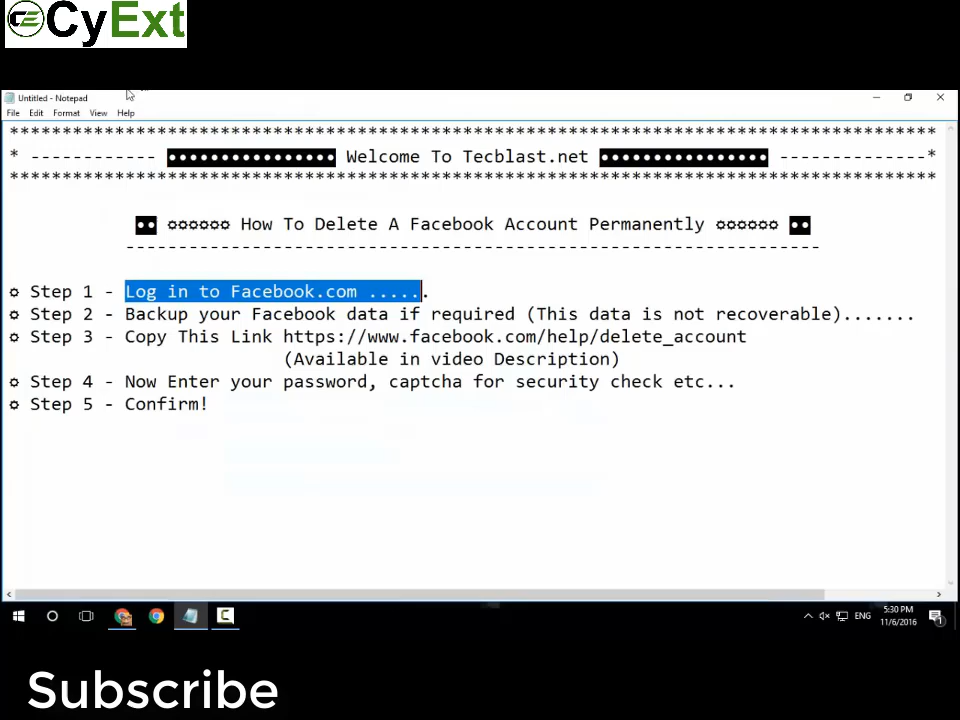 CyExt
Untitled - Notepad
File Edit Format View Help
****************************************************************************************
* ------------ ●●●●●●●●●●●●●●●● Welcome To Tecblast.net ●●●●●●●●●●●●●●●● --------------*
****************************************************************************************
●● ☼☼☼☼☼☼ How To Delete A Facebook Account Permanently ☼☼☼☼☼☼ ●●
------------------------------------------------------------------
☼ Step 1 - Log in to Facebook.com ......
☼ Step 2 - Backup your Facebook data if required (This data is not recoverable).......
☼ Step 3 - Copy This Link https://www.facebook.com/help/delete_account
(Available in video Description)
☼ Step 4 - Now Enter your password, captcha for security check etc...
☼ Step 5 - Confirm!
ENG
5:30 PM
11/6/2016
1
Subscribe